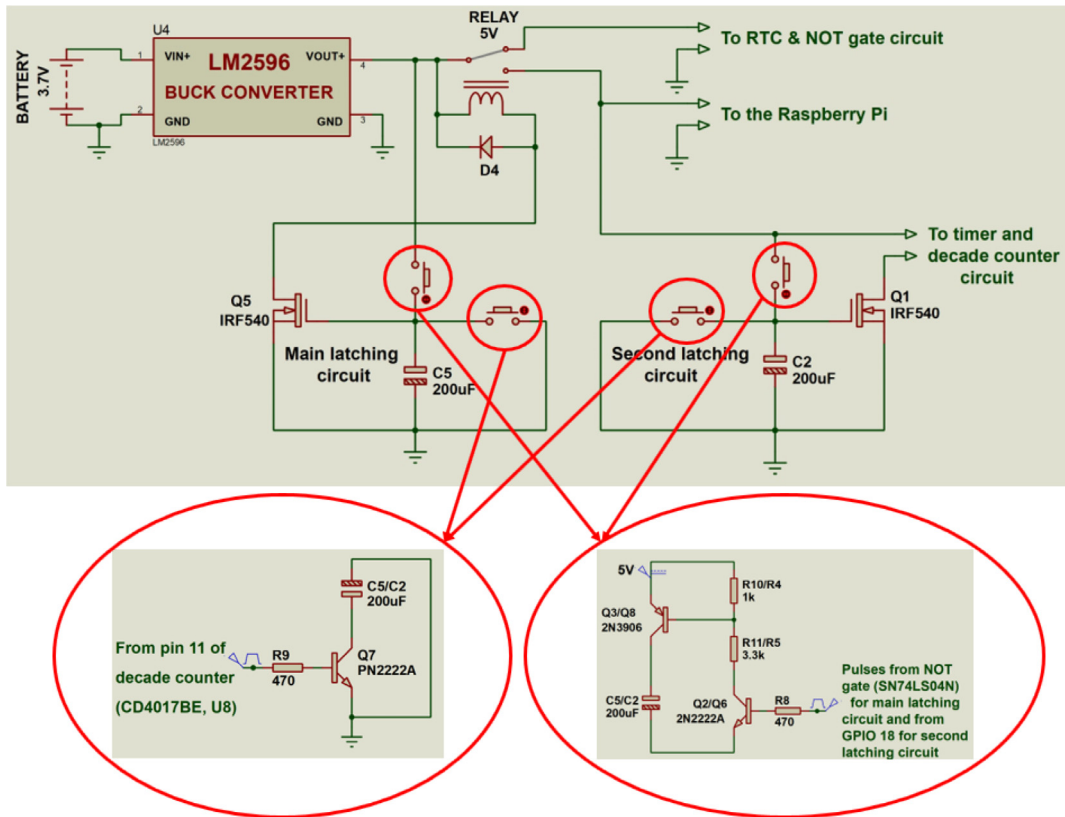 U4
RELAY
5V
BATTERY
3.7V
1
VIN+
LM2596
BUCK CONVERTER
VOUT+
4
2
GND
GND
3
LM2596
To RTC & NOT gate circuit
To the Raspberry Pi
D4
To timer and
decade counter
circuit
Q5
IRF540
Q1
IRF540
Main latching
circuit
C5
200uF
Second latching
circuit
C2
200uF
C5/C2
200uF
From pin 11 of
decade counter
(CD4017BE, U8)
R9
470
Q7
PN2222A
5V
R10/R4
1k
Q3/Q8
2N3906
R11/R5
3.3k
C5/C2
200uF
Q2/Q6
2N2222A
R8
470
Pulses from NOT
gate (SN74LS04N)
for main latching
circuit and from
GPIO 18 for second
latching circuit